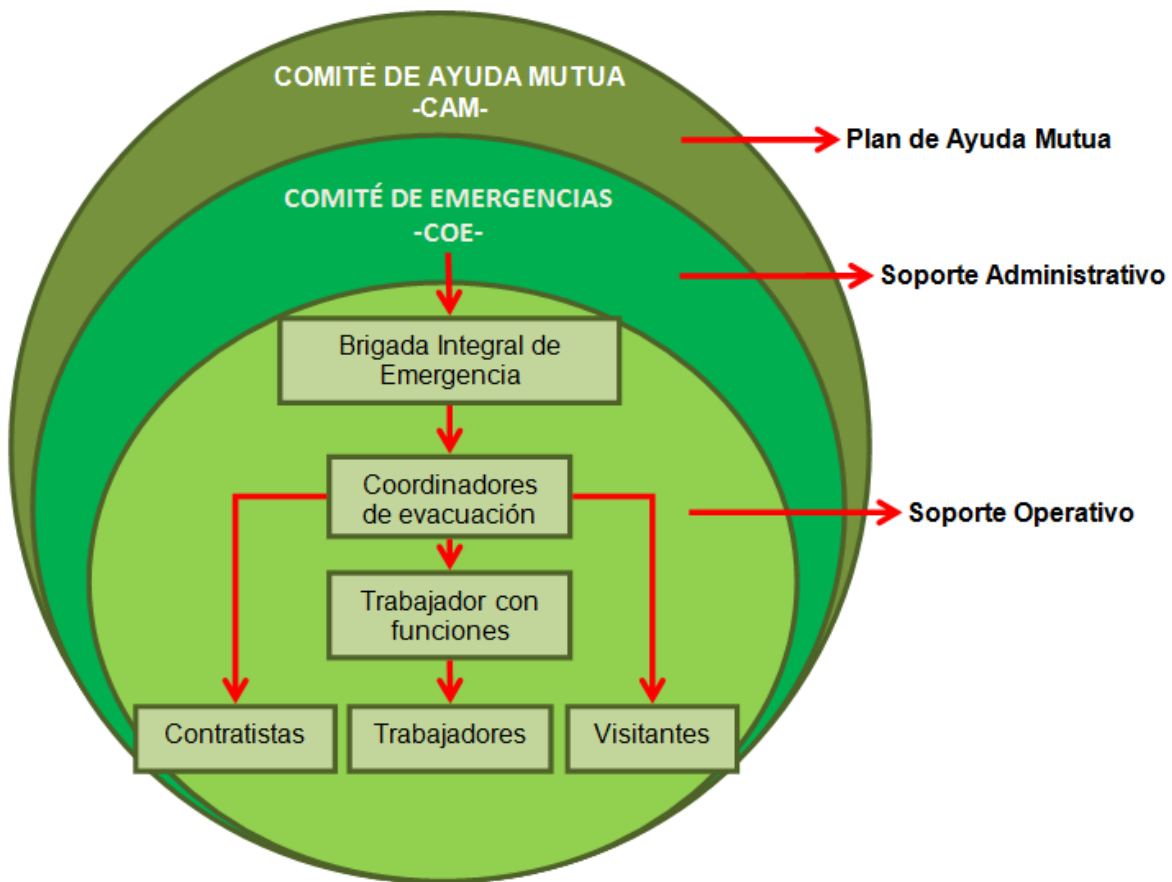 COMITÉ DE AYUDA MUTUA
-CAM-
Plan de Ayuda Mutua
COMITÉ DE EMERGENCIAS
-COE-
Soporte Administrativo
Brigada Integral de
Emergencia
Coordinadores
de evacuación
Soporte Operativo
Trabajador con
funciones
Contratistas
Trabajadores
Visitantes